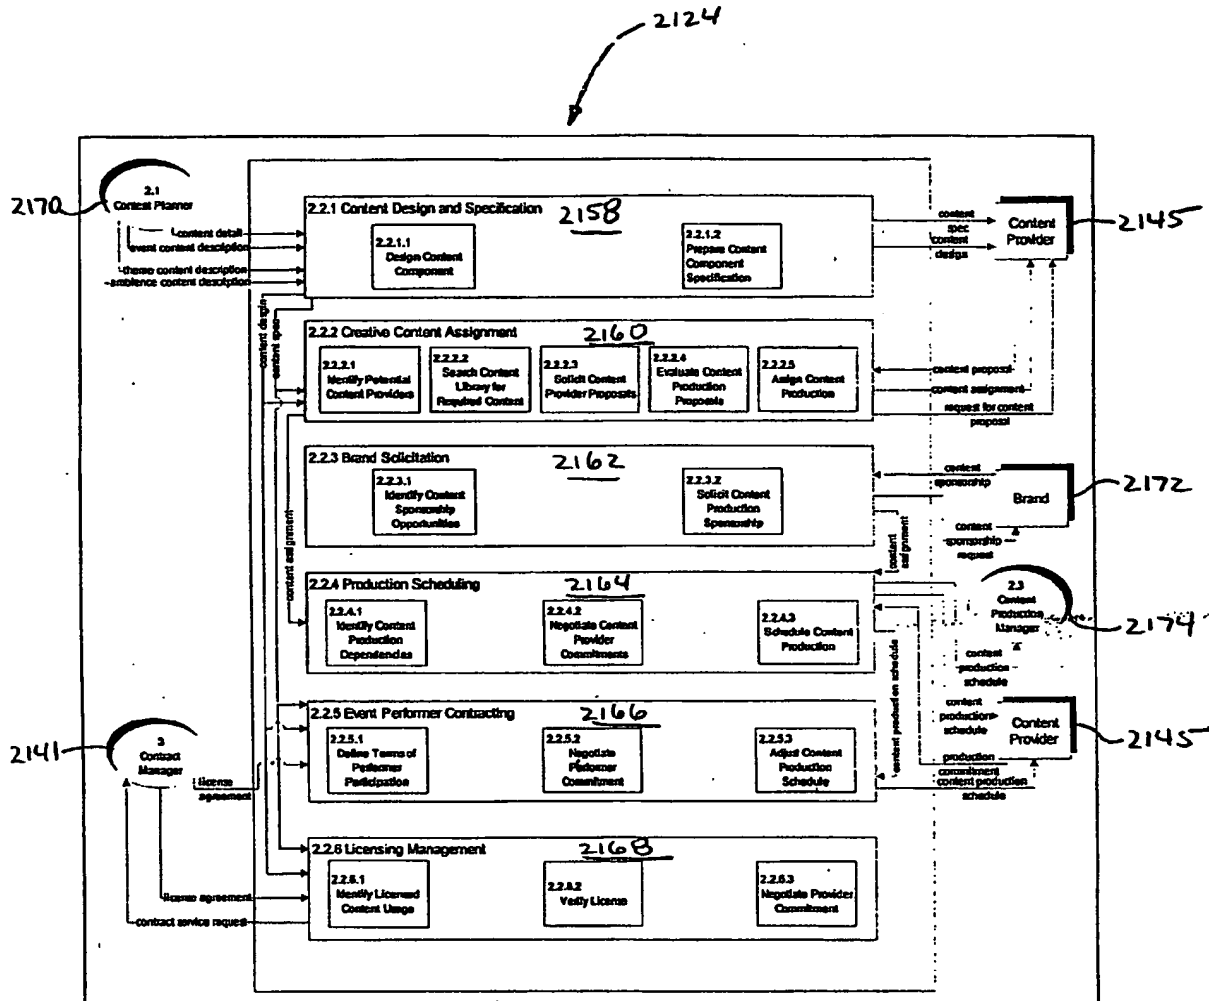 2124
2.1
Content Planner
2170
content detail
event content description
theme content description
ambience content description
2.2.1 Content Design and Specification
2158
2.2.1.1
Design Content
Component
2.2.1.2
Prepare Content
Component
Specification
content
spec
content
design
Content
Provider
2145
content design
content spec
2.2.2 Creative Content Assignment
2160
2.2.2.1
Identify Potential
Content Providers
2.2.2.2
Search Content
Library for
Required Content
2.2.2.3
Solicit Content
Provider Proposals
2.2.2.4
Evaluate Content
Production
Proposals
2.2.2.5
Assign Content
Production
content proposal
content assignment
request for content
proposal
2.2.3 Brand Solicitation
2162
2.2.3.1
Identify Content
Sponsorship
Opportunities
2.2.3.2
Solicit Content
Production
Sponsorship
content
sponsorship
Brand
2172
content
sponsorship
request
content assignment
content
assignment
2.2.4 Production Scheduling
2164
2.2.4.1
Identify Content
Production
Dependencies
2.2.4.2
Negotiate Content
Provider
Commitments
2.2.4.3
Schedule Content
Production
2.3
Content
Production
Manager
2174
content
production
schedule
content production schedule
2.2.5 Event Performer Contracting
2166
2.2.5.1
Define Terms of
Performer
Participation
2.2.5.2
Negotiate
Performer
Commitment
2.2.5.3
Adjust Content
Production
Schedule
content
production
schedule
Content
Provider
2145
production
commitment
content production
schedule
2141
3
Contract
Manager
license
agreement
2.2.6 Licensing Management
2168
2.2.6.1
Identify Licensed
Content Usage
2.2.6.2
Verify License
2.2.6.3
Negotiate Provider
Commitment
license agreement
contract service request